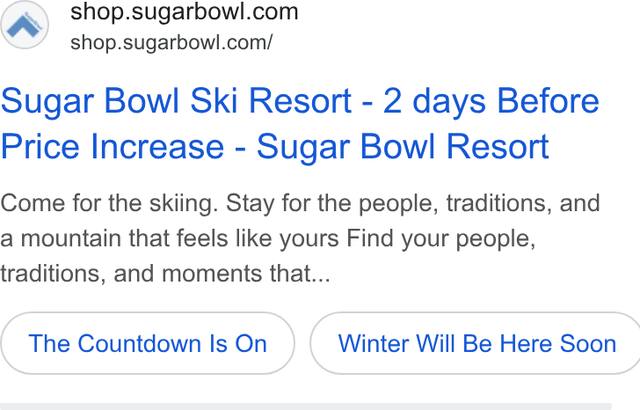 shop.sugarbowl.com
shop.sugarbowl.com/
Sugar Bowl Ski Resort - 2 days Before
Price Increase - Sugar Bowl Resort
Come for the skiing. Stay for the people, traditions, and
a mountain that feels like yours Find your people,
traditions, and moments that...
The Countdown Is On
Winter Will Be Here Soon